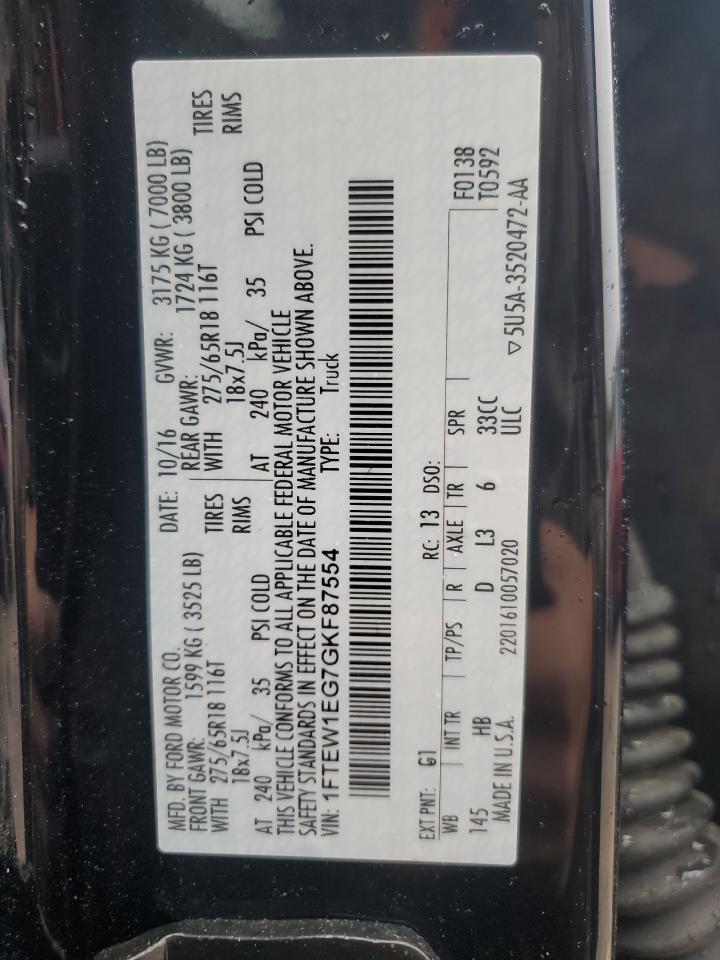 MFD. BY FORD MOTOR CO. DATE: 10/16 GVWR: 3175 KG ( 7000 LB)
FRONT GAWR: 1599 KG ( 3525 LB) REAR GAWR: 1724 KG ( 3800 LB)
WITH 275/65R18 116T TIRES WITH 275/65R18 116T TIRES
18x7.5J RIMS 18x7.5J RIMS
AT 240 kPa/ 35 PSI COLD AT 240 kPa/ 35 PSI COLD
THIS VEHICLE CONFORMS TO ALL APPLICABLE FEDERAL MOTOR VEHICLE
SAFETY STANDARDS IN EFFECT ON THE DATE OF MANUFACTURE SHOWN ABOVE.
VIN: 1FTEW1EG7GKF87554 TYPE: Truck
EXT PNT: G1 RC: 13 DSO: F0138
WB INT TR TP/PS R AXLE TR SPR T0592
145 HB D L3 6 33CC
ULC
MADE IN U.S.A. 2201610057020 ▽5U5A-3520472-AA